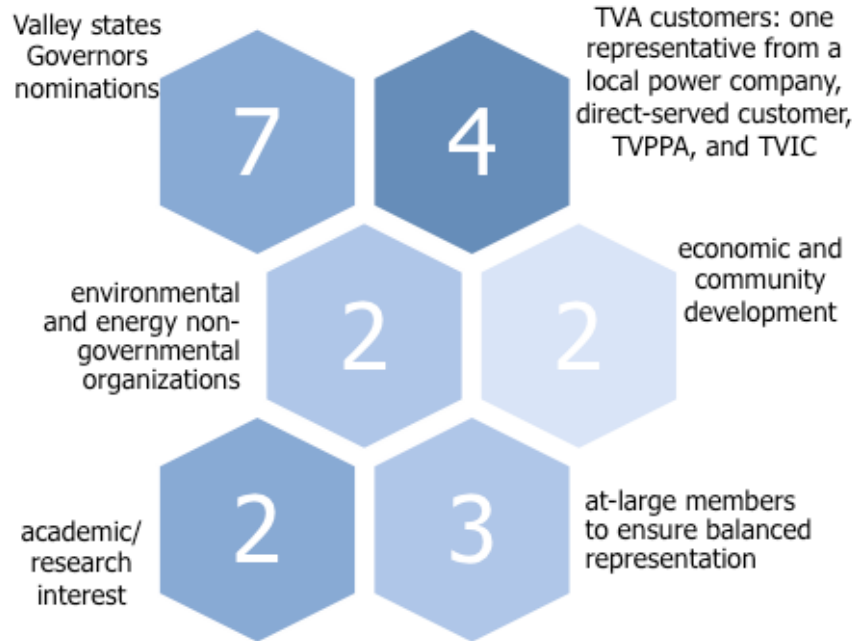 Valley states
Governors
nominations
7
4
TVA customers: one
representative from a
local power company,
direct-served customer,
TVPPA, and TVIC
environmental
and energy non-
governmental
organizations
2
2
economic and
community
development
academic/
research
interest
2
3
at-large members
to ensure balanced
representation